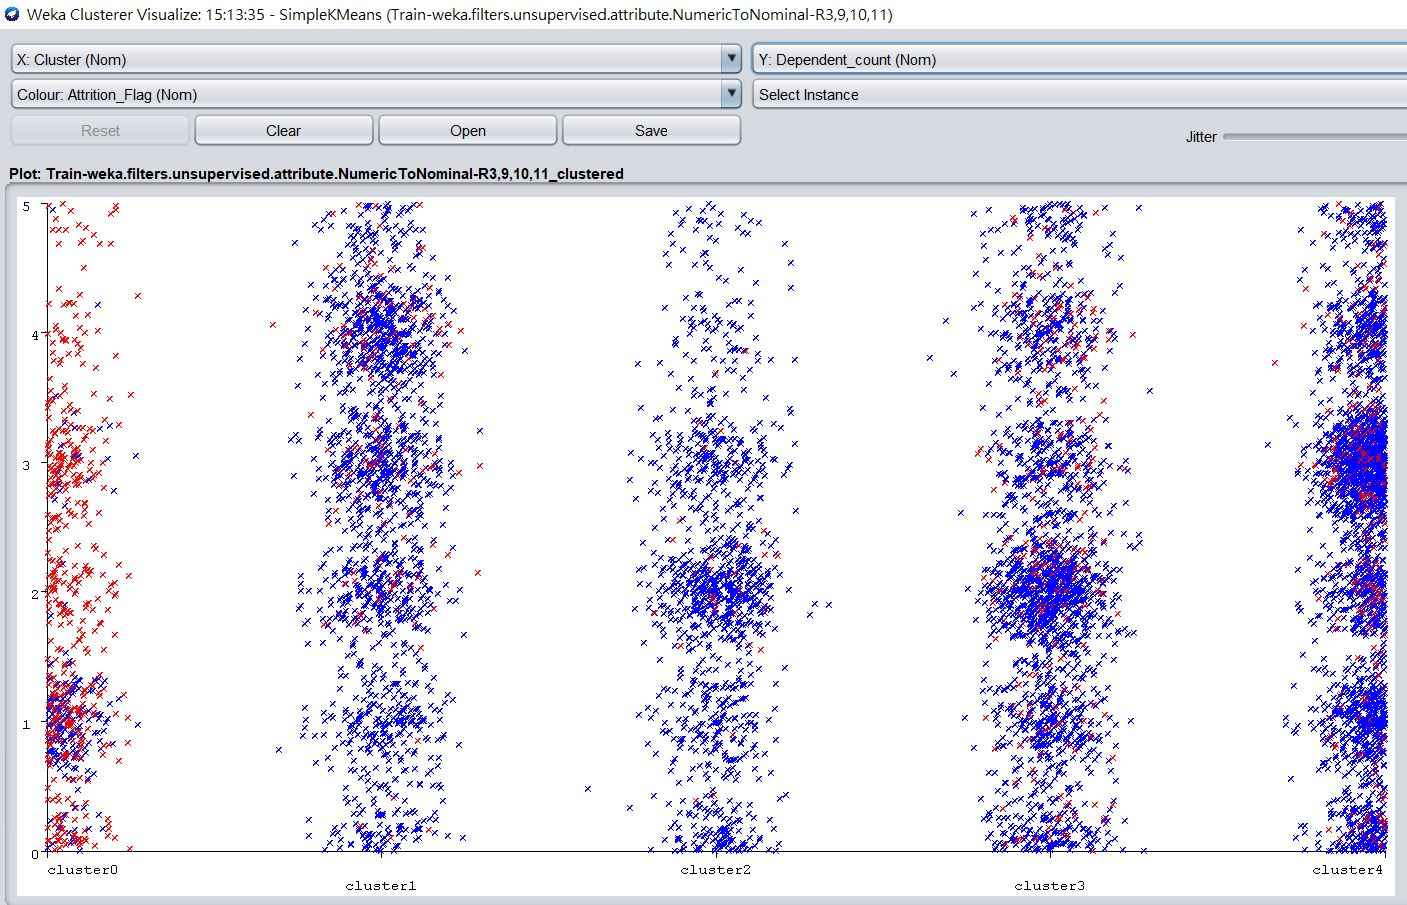 Weka Clusterer Visualize: 15:13:35 - SimpleKMeans (Train-weka.filters.unsupervised.attribute.NumericToNominal-R3,9,10,11)
X: Cluster (Nom)
Y: Dependent_count (Nom)
Colour: Attrition_Flag (Nom)
Select Instance
Reset
Clear
Open
Save
Jitter
Plot: Train-weka.filters.unsupervised.attribute.NumericToNominal-R3,9,10,11_clustered
5
4
3
2
1
0
cluster0
cluster1
cluster2
cluster3
cluster4